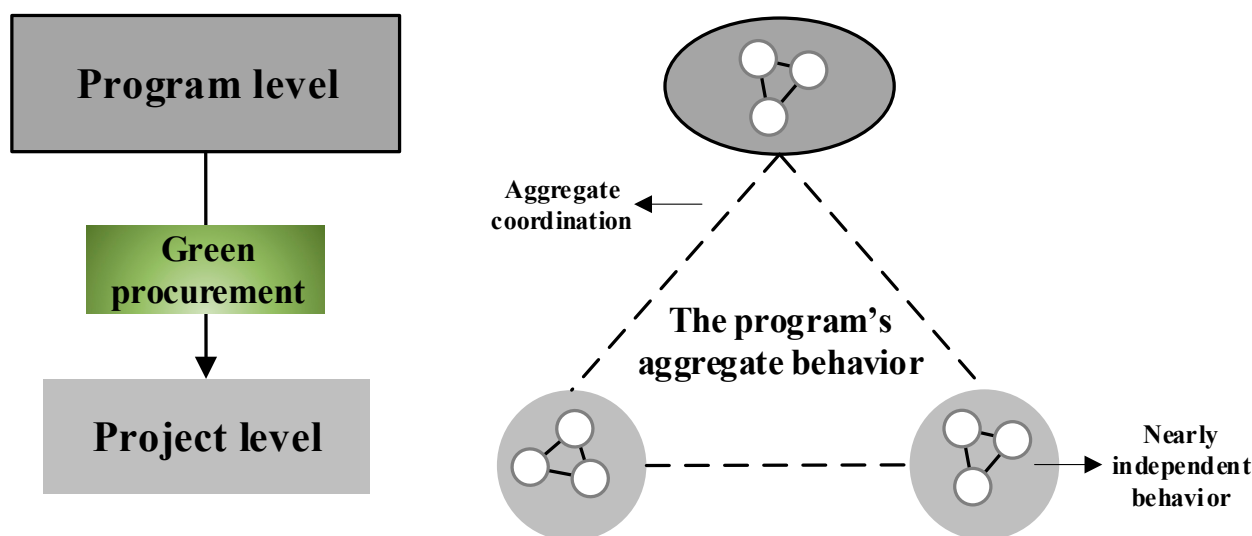 Program level
Green
procurement
Project level
Aggregate
coordination
The program's
aggregate behavior
Nearly
independent
behavior